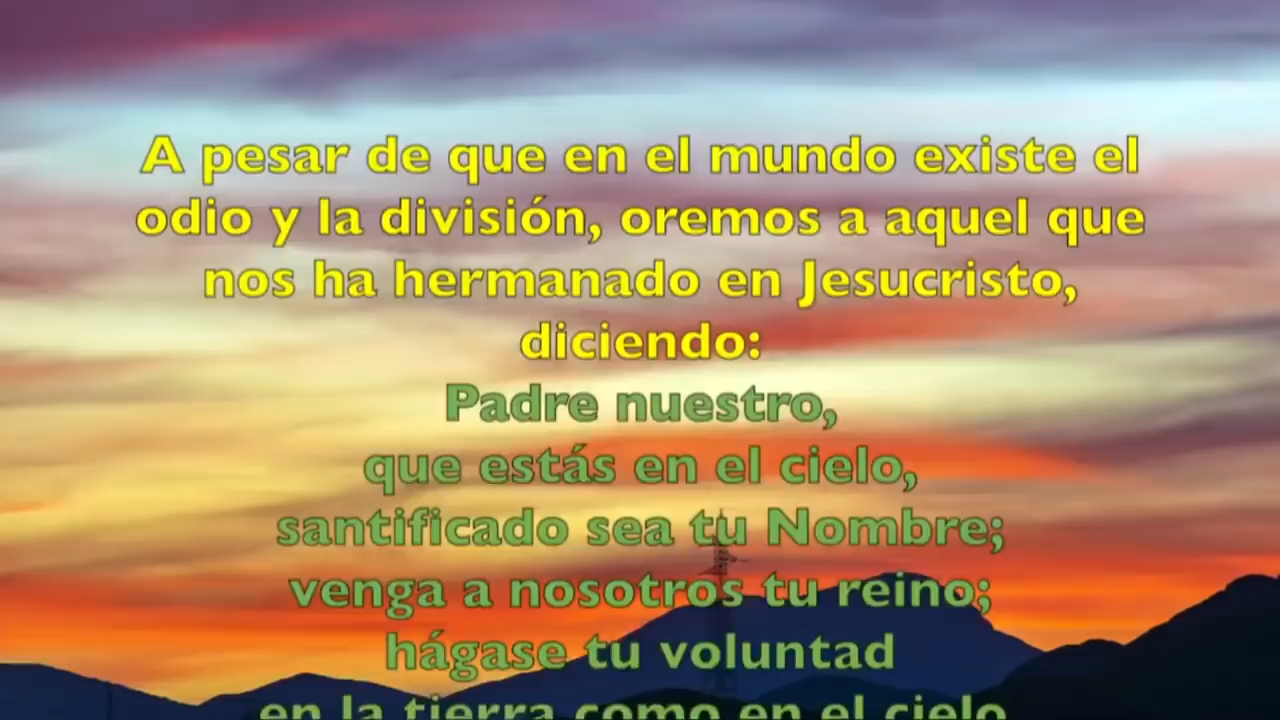 A pesar de que en el mundo existe el
odio y la división, oremos a aquel que
nos ha hermanado en Jesucristo,
diciendo:
Padre nuestro,
que estás en el cielo,
santificado sea tu Nombre;
venga a nosotros tu reino;
hágase tu voluntad
en la tierra como en el cielo